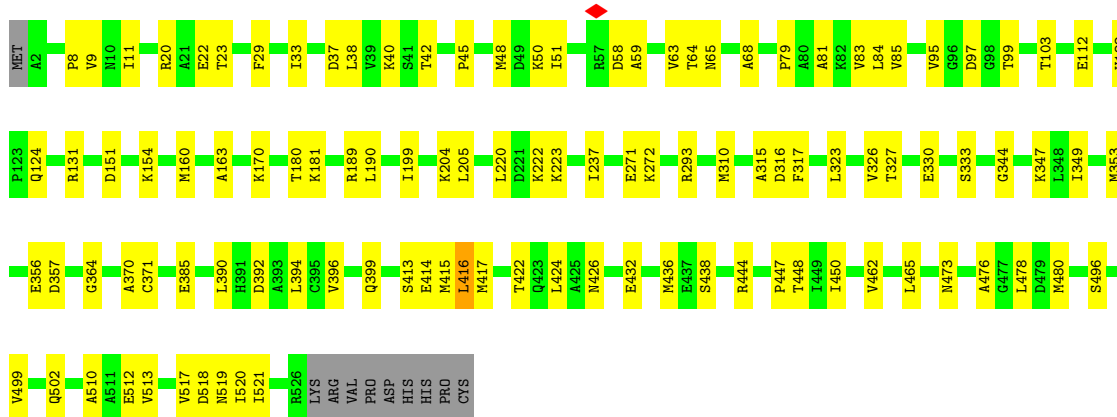 MET A2 P8 V9 N10 I11 R20 A21 E22 T23 F29 I33 D37 L38 V39 K40 S41 T42 P45 M48 D49 K50 I51 R57 D58 A59 V63 T64 N65 A68 P79 A80 A81 K82 V83 L84 V85 V95 G96 D97 G98 T99 T103 E112
P123 Q124 R131 D151 K154 M160 A163 K170 T180 K181 R189 L190 I199 K204 L205 L220 D221 K222 K223 I237 E271 K272 R293 M310 A315 D316 F317 L323 V326 T327 E330 S333 G344 K347 L348 I349 M353
E356 D357 G364 A370 C371 E385 L390 H391 D392 A393 L394 C395 V396 Q399 S413 E414 M415 L416 M417 T422 Q423 L424 A425 N426 E432 M436 E437 S438 R444 P447 T448 I449 I450 V462 L465 N473 A476 G477 L478 D479 M480 S496
V499 Q502 A510 A511 E512 V513 V517 D518 N519 I520 I521 R526 LYS ARG VAL PRO ASP HIS HIS PRO CYS